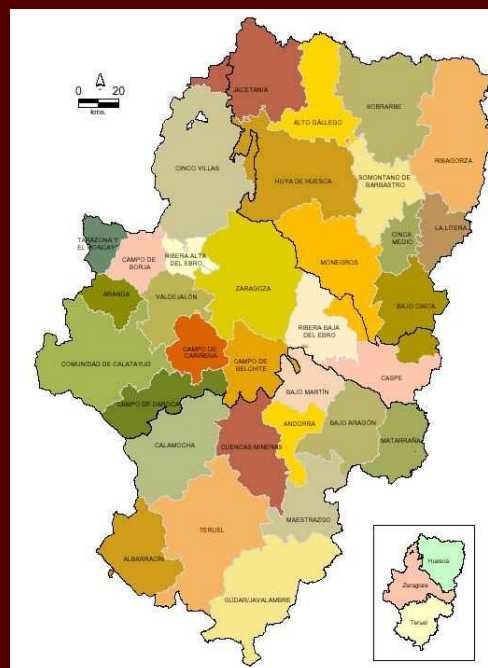 0 20
kms.
JACETANIA
ALTO GÁLLEGO
SOBRARBE
RIBAGORZA
CINCO VILLAS
HOYA DE HUESCA
SOMONTANO DE
BARBASTRO
LA LITERA
CINCA
MEDIO
TARAZONA Y
EL MONCAYO
CAMPO DE
BORJA
RIBERA ALTA
DEL EBRO
MONEGROS
ZARAGOZA
BAJO CINCA
ARANDA
VALDEJALÓN
RIBERA BAJA
DEL EBRO
COMUNIDAD DE CALATAYUD
CAMPO DE
CARIÑENA
CAMPO DE
BELCHITE
CASPE
CAMPO DE DAROCA
BAJO MARTÍN
CALAMOCHA
CUENCAS MINERAS
ANDORRA
BAJO ARAGÓN
MATARRAÑA
TERUEL
MAESTRAZGO
ALBARRACÍN
GÚDAR/JAVALAMBRE
Huesca
Zaragoza
Teruel